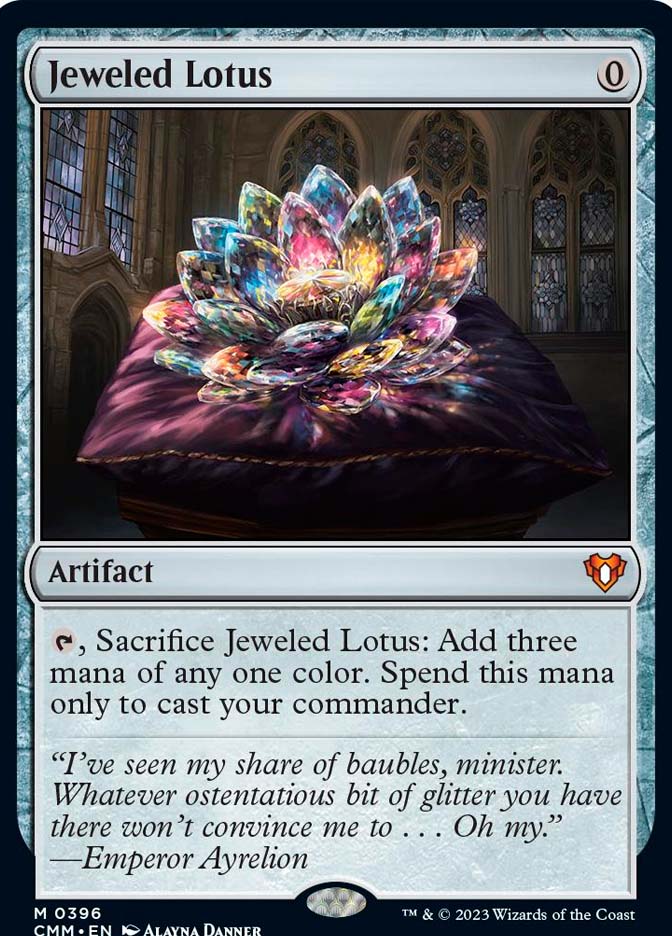 Jeweled Lotus 0
Artifact
, Sacrifice Jeweled Lotus: Add three
mana of any one color. Spend this mana
only to cast your commander.
“I’ve seen my share of baubles, minister.
Whatever ostentatious bit of glitter you have
there won’t convince me to . . . Oh my.”
—Emperor Ayrelion
M 0396
CMM • EN Alayna Danner
™ & © 2023 Wizards of the Coast